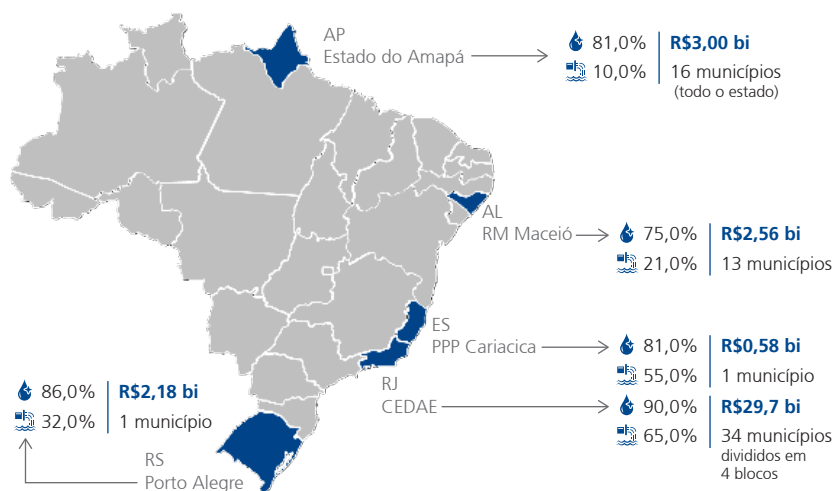 AP
Estado do Amapá
81,0%
R$3,00 bi
10,0%
16 municípios
(todo o estado)
AL
RM Maceió
75,0%
R$2,56 bi
21,0%
13 municípios
ES
PPP Cariacica
81,0%
R$0,58 bi
55,0%
1 município
RJ
CEDAE
90,0%
R$29,7 bi
65,0%
34 municípios
divididos em
4 blocos
86,0%
R$2,18 bi
32,0%
1 município
RS
Porto Alegre